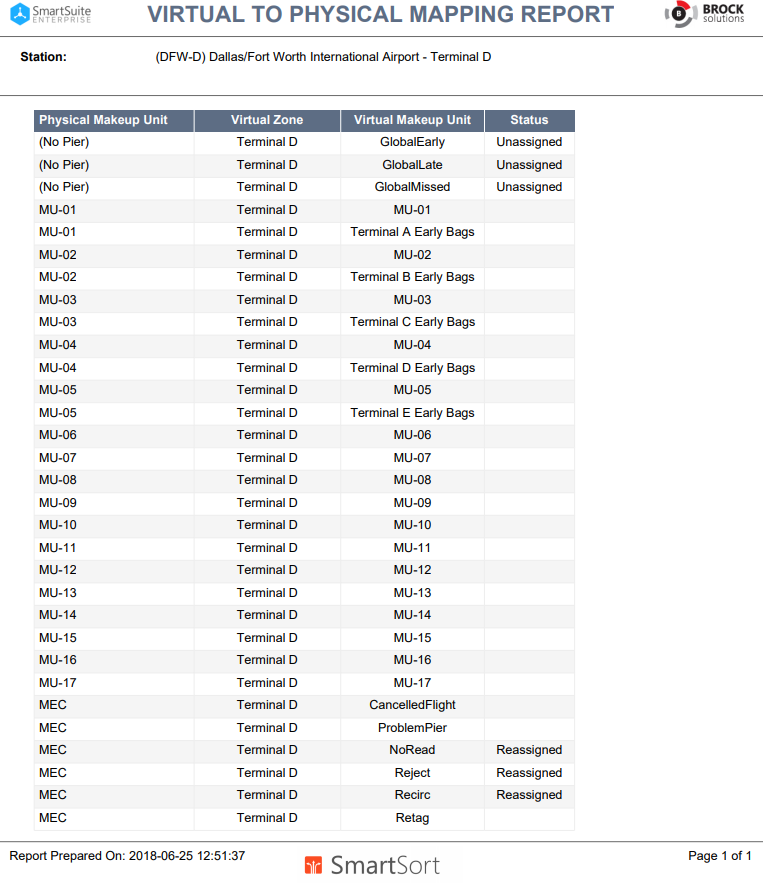 SmartSuite
ENTERPRISE
VIRTUAL TO PHYSICAL MAPPING REPORT
B
BROCK
solutions
Station: (DFW-D) Dallas/Fort Worth International Airport - Terminal D
Physical Makeup Unit Virtual Zone Virtual Makeup Unit Status
(No Pier) Terminal D GlobalEarly Unassigned
(No Pier) Terminal D GlobalLate Unassigned
(No Pier) Terminal D GlobalMissed Unassigned
MU-01 Terminal D MU-01
MU-01 Terminal D Terminal A Early Bags
MU-02 Terminal D MU-02
MU-02 Terminal D Terminal B Early Bags
MU-03 Terminal D MU-03
MU-03 Terminal D Terminal C Early Bags
MU-04 Terminal D MU-04
MU-04 Terminal D Terminal D Early Bags
MU-05 Terminal D MU-05
MU-05 Terminal D Terminal E Early Bags
MU-06 Terminal D MU-06
MU-07 Terminal D MU-07
MU-08 Terminal D MU-08
MU-09 Terminal D MU-09
MU-10 Terminal D MU-10
MU-11 Terminal D MU-11
MU-12 Terminal D MU-12
MU-13 Terminal D MU-13
MU-14 Terminal D MU-14
MU-15 Terminal D MU-15
MU-16 Terminal D MU-16
MU-17 Terminal D MU-17
MEC Terminal D CancelledFlight
MEC Terminal D ProblemPier
MEC Terminal D NoRead Reassigned
MEC Terminal D Reject Reassigned
MEC Terminal D Recirc Reassigned
MEC Terminal D Retag
Report Prepared On: 2018-06-25 12:51:37
SmartSort
Page 1 of 1